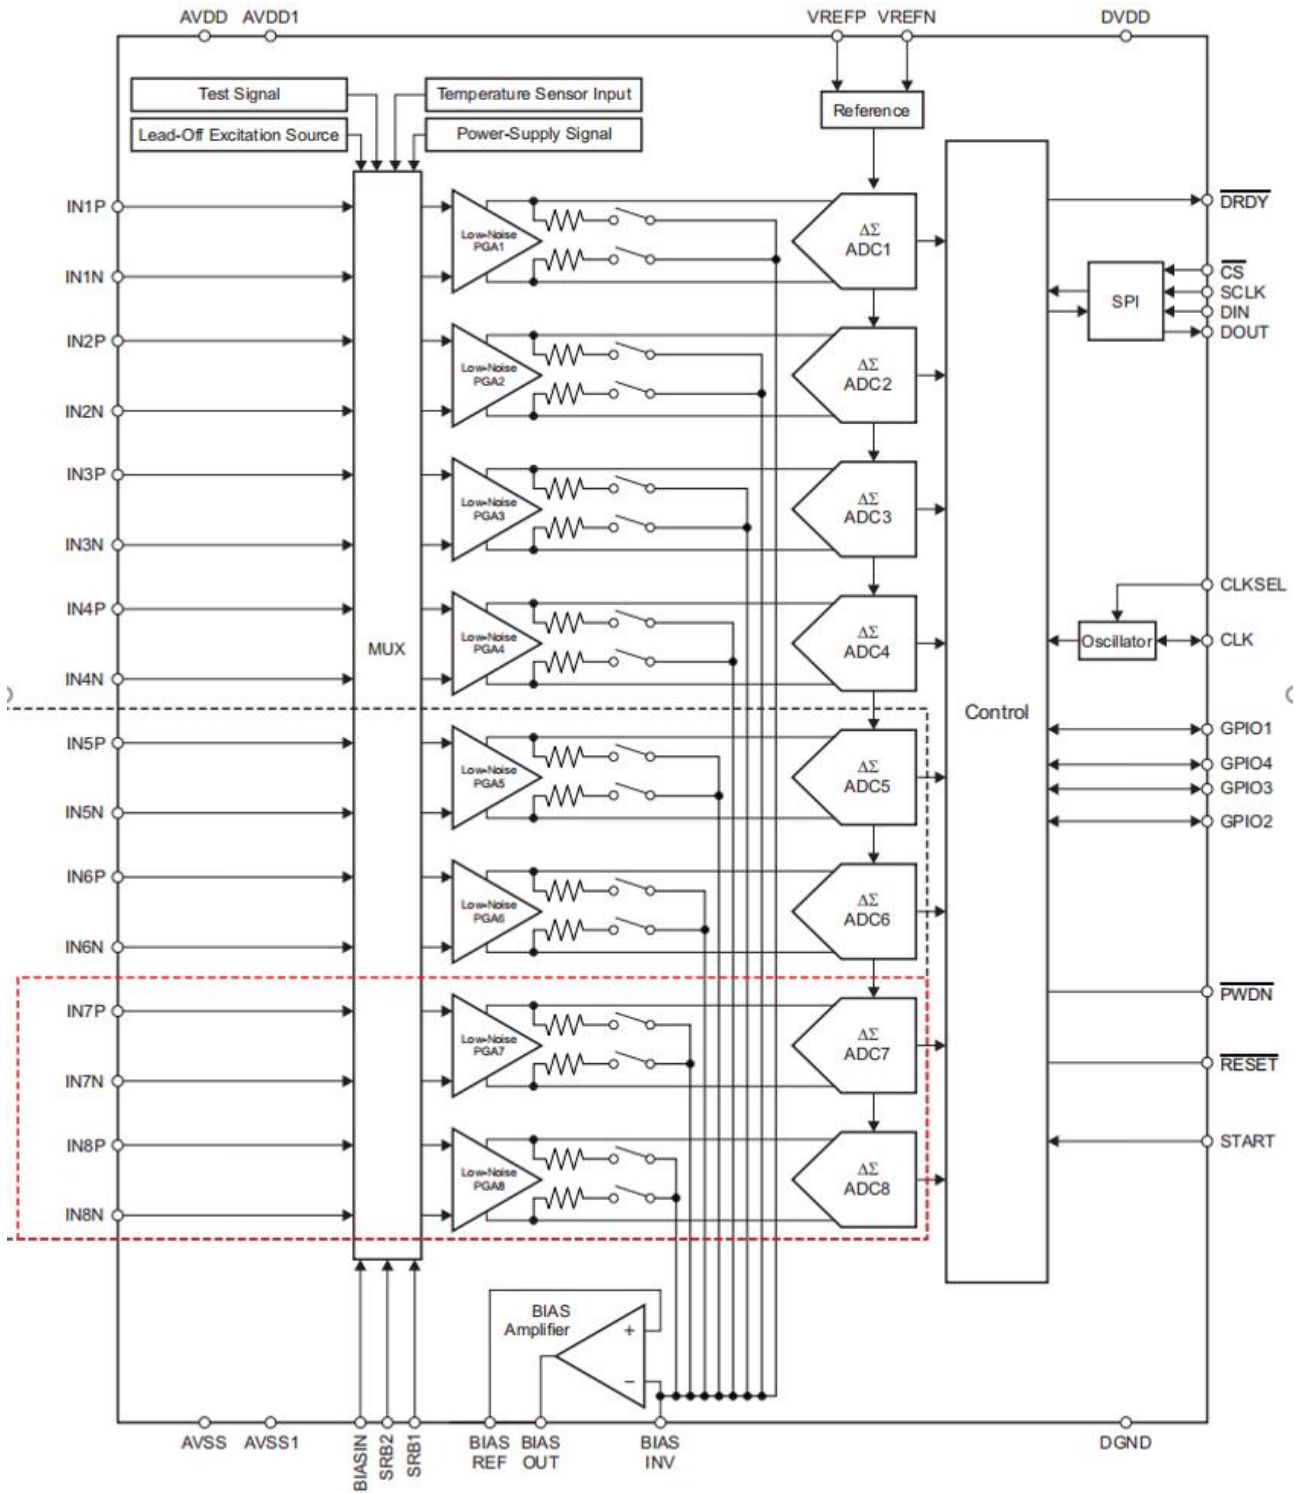 AVDD AVDD1 VREFP VREFN DVDD
Test Signal
Temperature Sensor Input
Lead-Off Excitation Source
Power-Supply Signal
Reference
IN1P
IN1N
Low-Noise
PGA1
ΔΣ
ADC1
DRDY
CS
SCLK
DIN
DOUT
SPI
IN2P
IN2N
Low-Noise
PGA2
ΔΣ
ADC2
IN3P
IN3N
Low-Noise
PGA3
ΔΣ
ADC3
IN4P
IN4N
MUX
Low-Noise
PGA4
ΔΣ
ADC4
CLKSEL
Oscillator
CLK
Control
IN5P
IN5N
Low-Noise
PGA5
ΔΣ
ADC5
GPIO1
GPIO4
GPIO3
GPIO2
IN6P
IN6N
Low-Noise
PGA6
ΔΣ
ADC6
IN7P
IN7N
Low-Noise
PGA7
ΔΣ
ADC7
PWDN
RESET
IN8P
IN8N
Low-Noise
PGA8
ΔΣ
ADC8
START
BIAS
Amplifier
+
−
AVSS AVSS1
BIASIN
SRB2
SRB1
BIAS
REF
BIAS
OUT
BIAS
INV
DGND